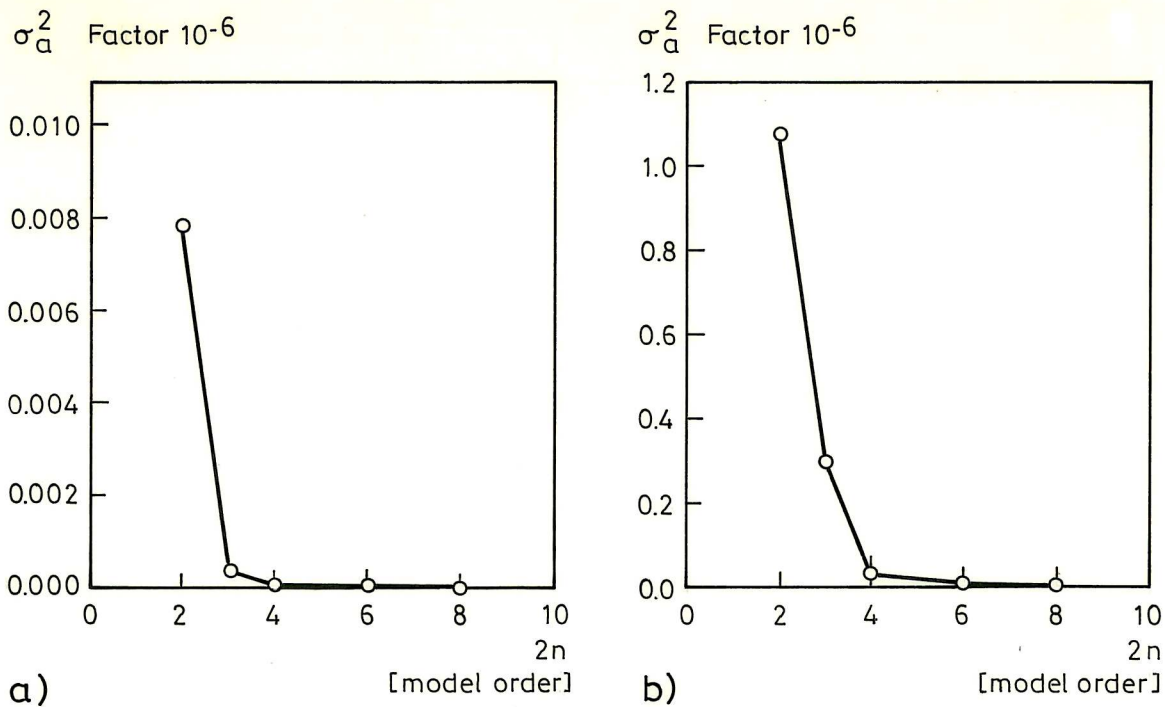 σ²ₐ Factor 10⁻⁶
0.010
0.008
0.006
0.004
0.002
0.000
0 2 4 6 8 10
2n
[model order]
a)
σ²ₐ Factor 10⁻⁶
1.2
1.0
0.8
0.6
0.4
0.2
0.0
0 2 4 6 8 10
2n
[model order]
b)